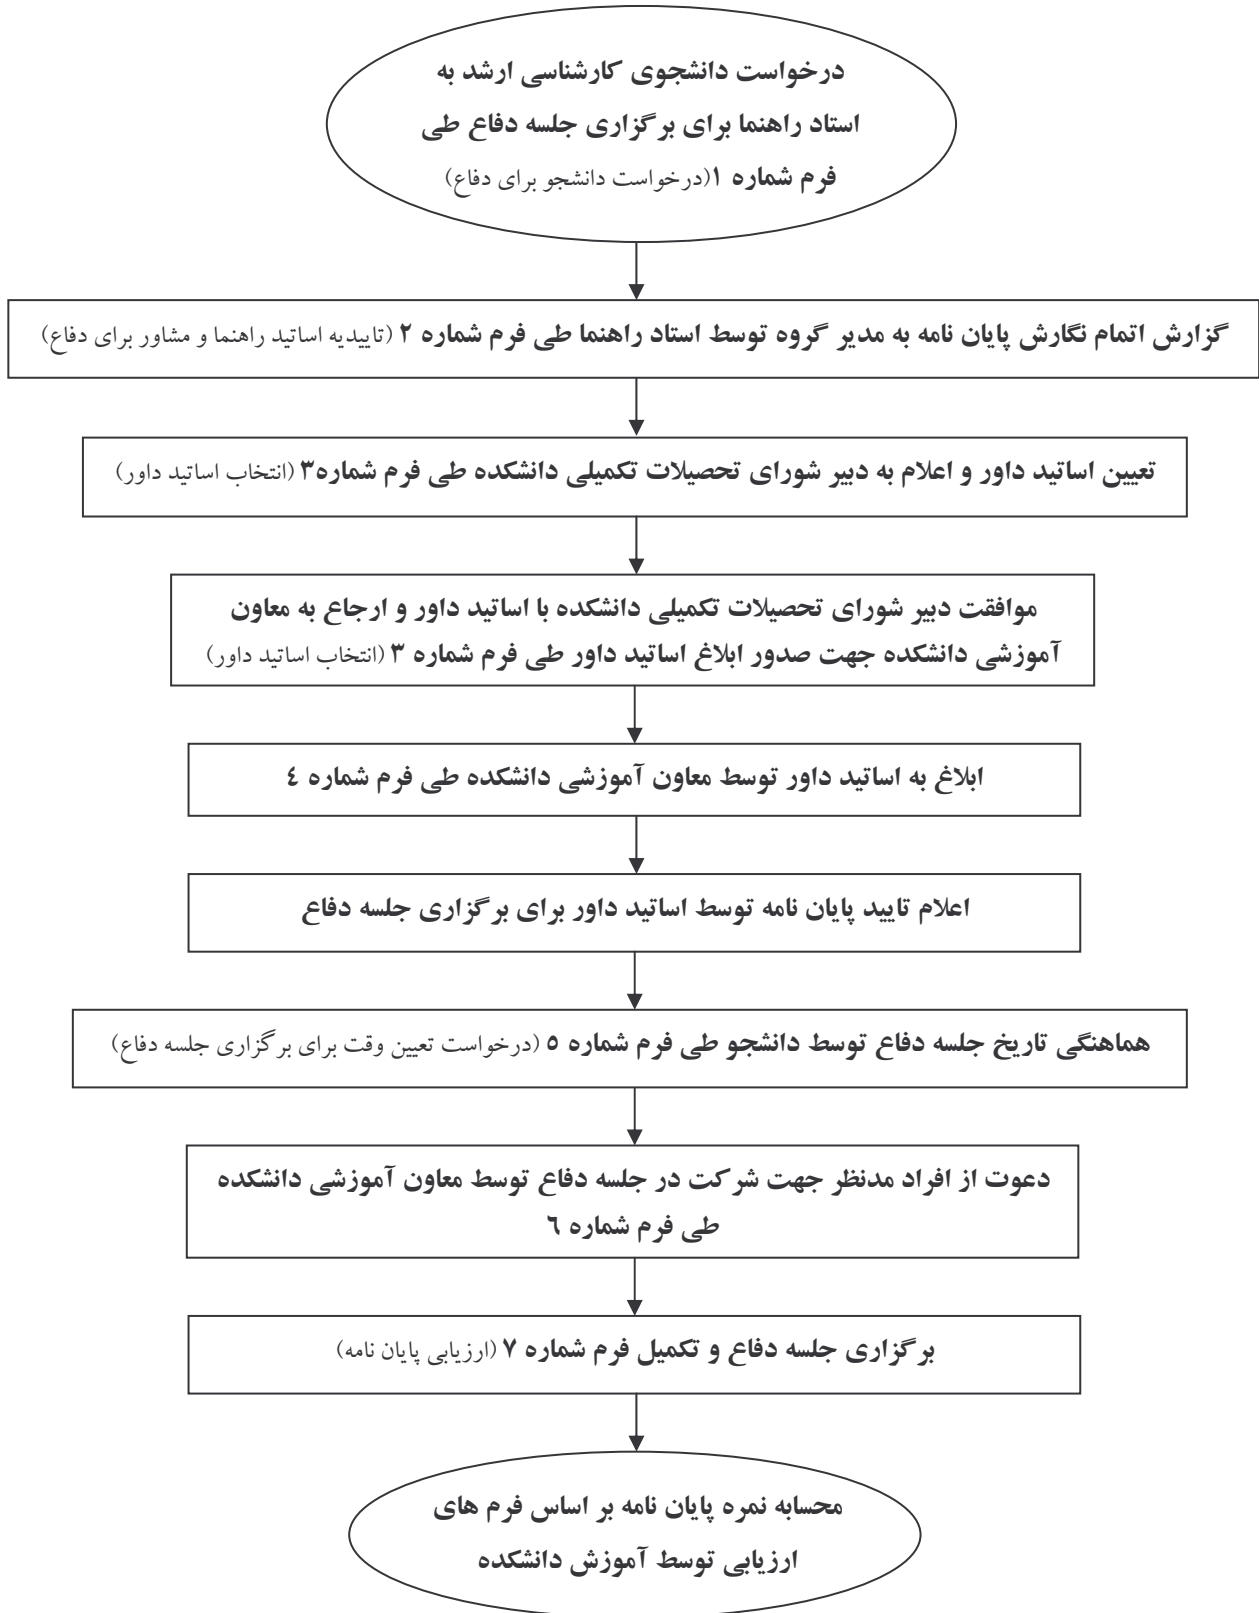 درخواست دانشجوی کارشناسی ارشد به
استاد راهنما برای برگزاری جلسه دفاع طی
فرم شماره ۱(درخواست دانشجو برای دفاع)
گزارش اتمام نگارش پایان نامه به مدیر گروه توسط استاد راهنما طی فرم شماره ۲ (تاییدیه اساتید راهنما و مشاور برای دفاع)
تعیین اساتید داور و اعلام به دبیر شورای تحصیلات تکمیلی دانشکده طی فرم شماره۳ (انتخاب اساتید داور)
موافقت دبیر شورای تحصیلات تکمیلی دانشکده با اساتید داور و ارجاع به معاون
آموزشی دانشکده جهت صدور ابلاغ اساتید داور طی فرم شماره ۳ (انتخاب اساتید داور)
ابلاغ به اساتید داور توسط معاون آموزشی دانشکده طی فرم شماره ٤
اعلام تایید پایان نامه توسط اساتید داور برای برگزاری جلسه دفاع
هماهنگی تاریخ جلسه دفاع توسط دانشجو طی فرم شماره ٥ (درخواست تعیین وقت برای برگزاری جلسه دفاع)
دعوت از افراد مدنظر جهت شرکت در جلسه دفاع توسط معاون آموزشی دانشکده
طی فرم شماره ٦
برگزاری جلسه دفاع و تکمیل فرم شماره ۷ (ارزیابی پایان نامه)
محسابه نمره پایان نامه بر اساس فرم های
ارزیابی توسط آموزش دانشکده